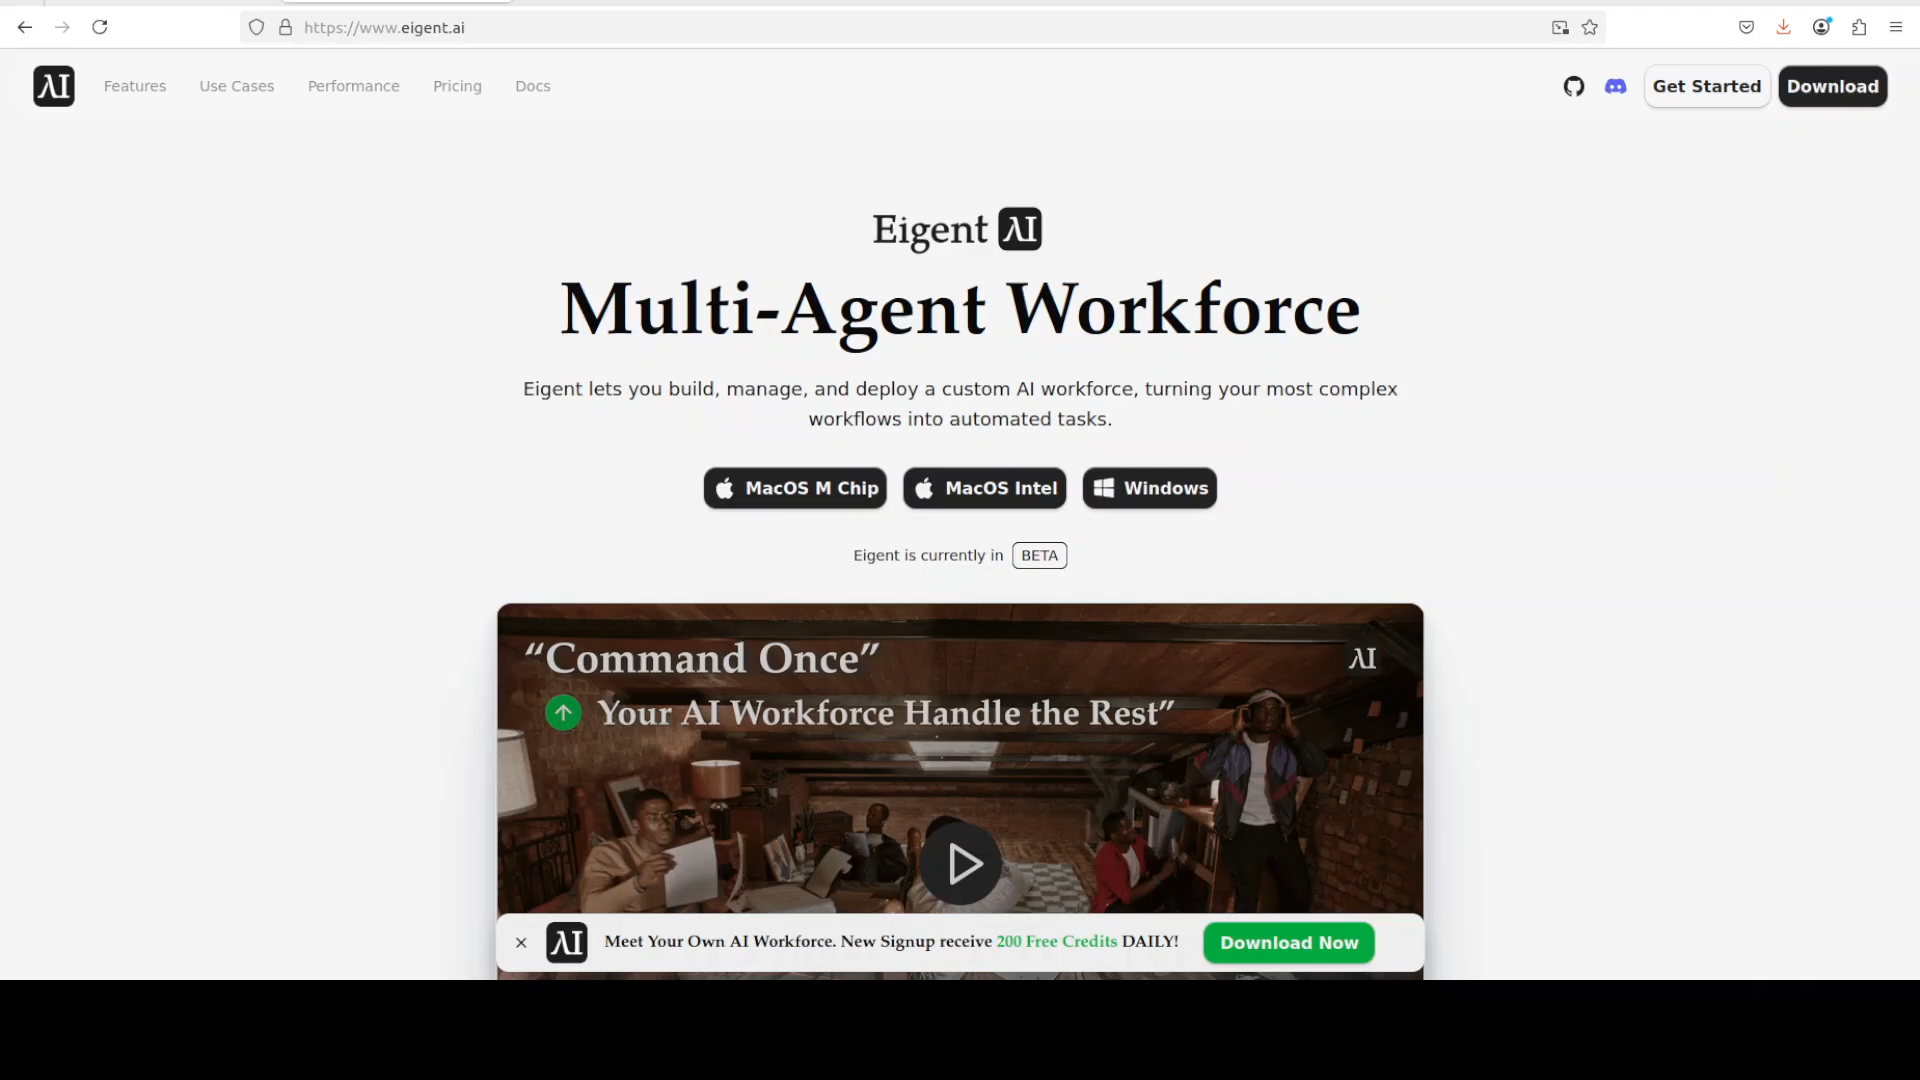 https://www.eigent.ai
Features
Use Cases
Performance
Pricing
Docs
Get Started
Download
Eigent
Multi-Agent Workforce
Eigent lets you build, manage, and deploy a custom AI workforce, turning your most complex
workflows into automated tasks.
MacOS M Chip
MacOS Intel
Windows
Eigent is currently in BETA
“Command Once”
Your AI Workforce Handle the Rest”
Meet Your Own AI Workforce. New Signup receive 200 Free Credits DAILY!
Download Now